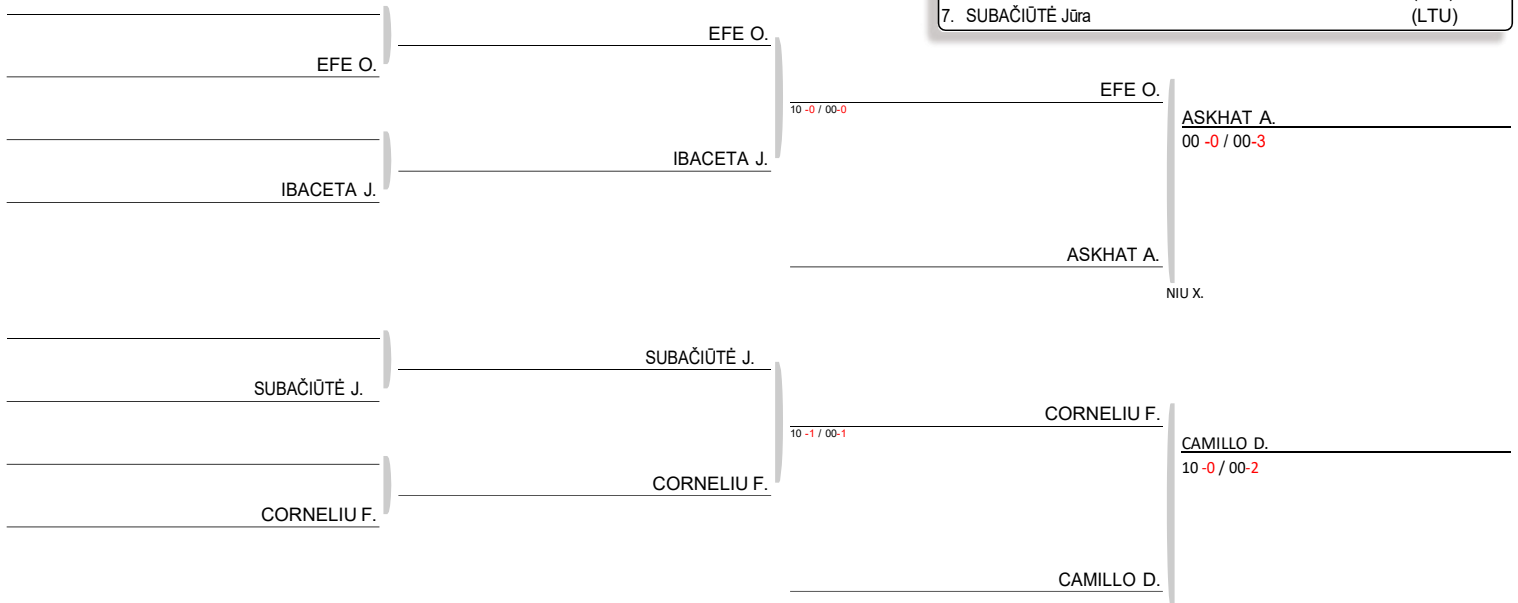 7. SUBAČIŪTĖ Jūra (LTU)
EFE O.
EFE O.
EFE O.
10 -0 / 00-0
ASKHAT A.
00 -0 / 00-3
IBACETA J.
IBACETA J.
ASKHAT A.
NIU X.
SUBAČIŪTĖ J.
SUBAČIŪTĖ J.
CORNELIU F.
10 -1 / 00-1
CAMILLO D.
10 -0 / 00-2
CORNELIU F.
CORNELIU F.
CAMILLO D.